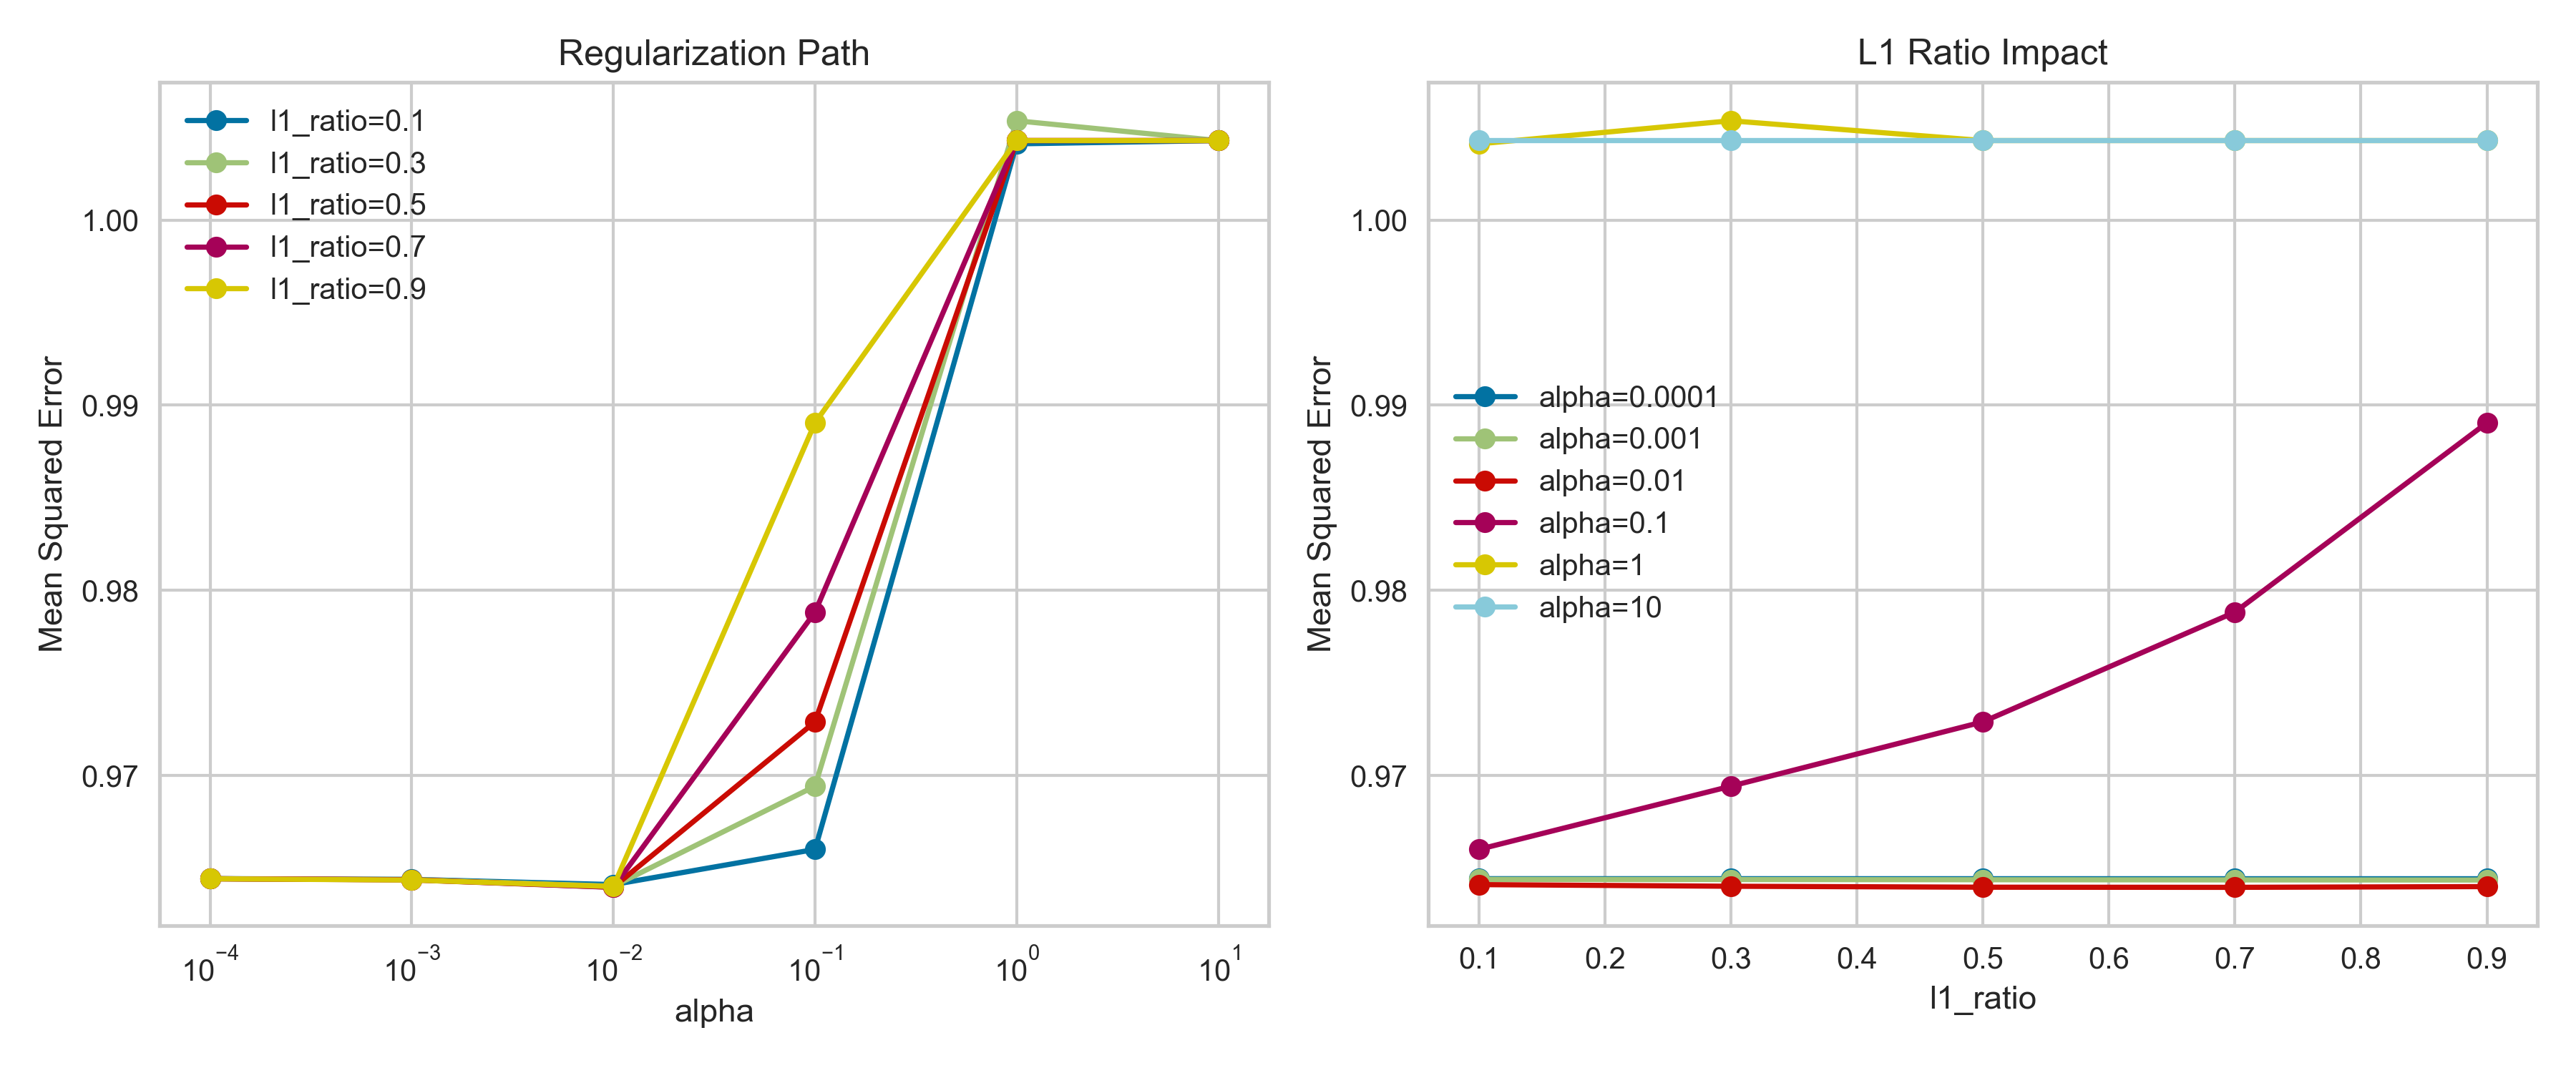 Regularization Path
l1_ratio=0.1
l1_ratio=0.3
l1_ratio=0.5
l1_ratio=0.7
l1_ratio=0.9
1.00
0.99
0.98
0.97
Mean Squared Error
10⁻⁴ 10⁻³ 10⁻² 10⁻¹ 10⁰ 10¹
alpha
L1 Ratio Impact
1.00
0.99
0.98
0.97
Mean Squared Error
alpha=0.0001
alpha=0.001
alpha=0.01
alpha=0.1
alpha=1
alpha=10
0.1 0.2 0.3 0.4 0.5 0.6 0.7 0.8 0.9
l1_ratio